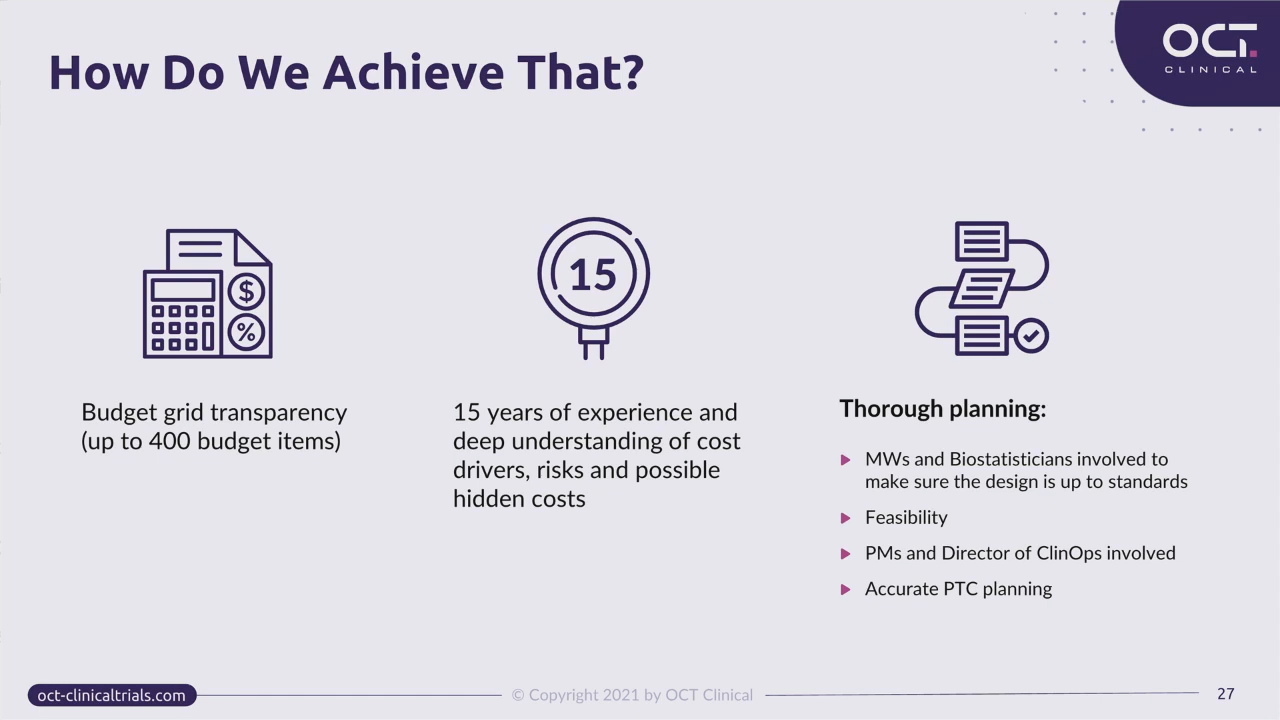 How Do We Achieve That?
OCT
CLINICAL
$
%
15
Budget grid transparency
(up to 400 budget items)
15 years of experience and
deep understanding of cost
drivers, risks and possible
hidden costs
Thorough planning:
MWs and Biostatisticians involved to
make sure the design is up to standards
Feasibility
PMs and Director of ClinOps involved
Accurate PTC planning
oct-clinicaltrials.com
© Copyright 2021 by OCT Clinical
27